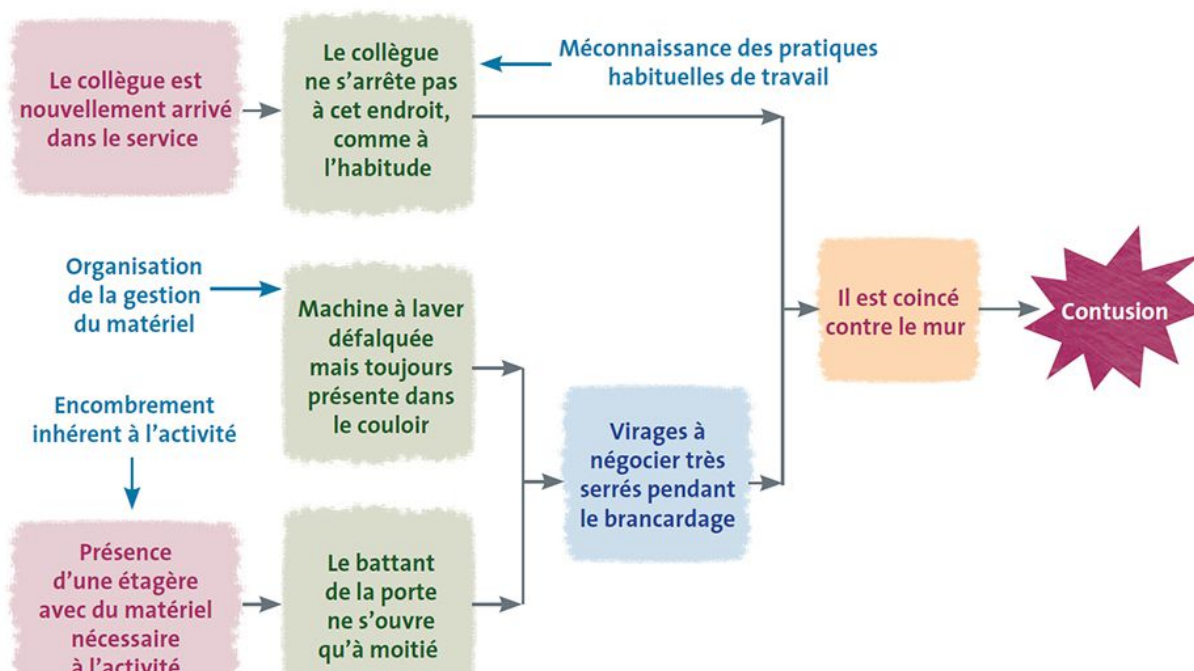 Le collègue est
nouvellement arrivé
dans le service
Le collègue
ne s’arrête pas
à cet endroit,
comme à
l’habitude
Méconnaissance des pratiques
habituelles de travail
Organisation
de la gestion
du matériel
Machine à laver
défalquée
mais toujours
présente dans
le couloir
Encombrement
inhérent à l’activité
Présence
d’une étagère
avec du matériel
nécessaire
à l’activité
Le battant
de la porte
ne s’ouvre
qu’à moitié
Virages à
négocier très
serrés pendant
le brancardage
Il est coincé
contre le mur
Contusion